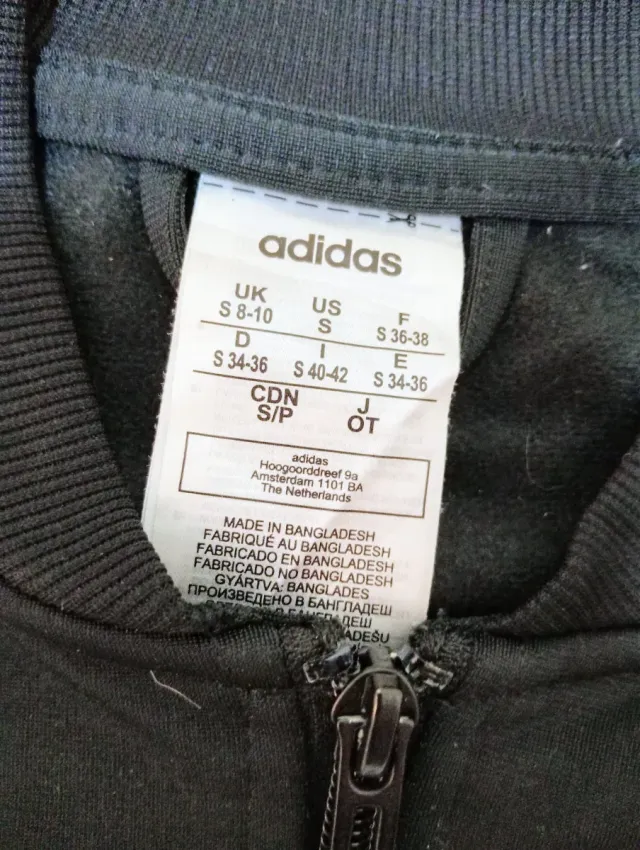 adidas
UK US F
S 8-10 S S 36-38
D I E
S 34-36 S 40-42 S 34-36
CDN J
S/P OT
adidas
Hoogoorddreef 9a
Amsterdam 1101 BA
The Netherlands
MADE IN BANGLADESH
FABRIQUÉ AU BANGLADESH
FABRICADO EN BANGLADESH
FABRICADO NO BANGLADESH
GYÁRTVA: BANGLADES
ПРОИЗВЕДЕНО В БАНГЛАДЕШ